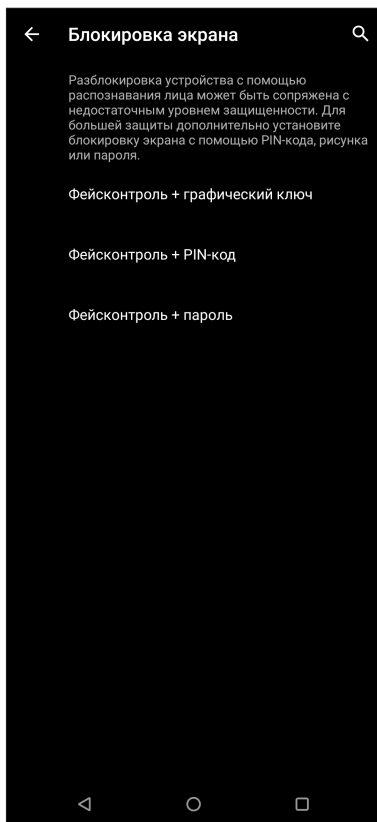 Блокировка экрана
Разблокировка устройства с помощью
распознавания лица может быть сопряжена с
недостаточным уровнем защищенности. Для
большей защиты дополнительно установите
блокировку экрана с помощью PIN-кода, рисунка
или пароля.
Фейсконтроль + графический ключ
Фейсконтроль + PIN-код
Фейсконтроль + пароль